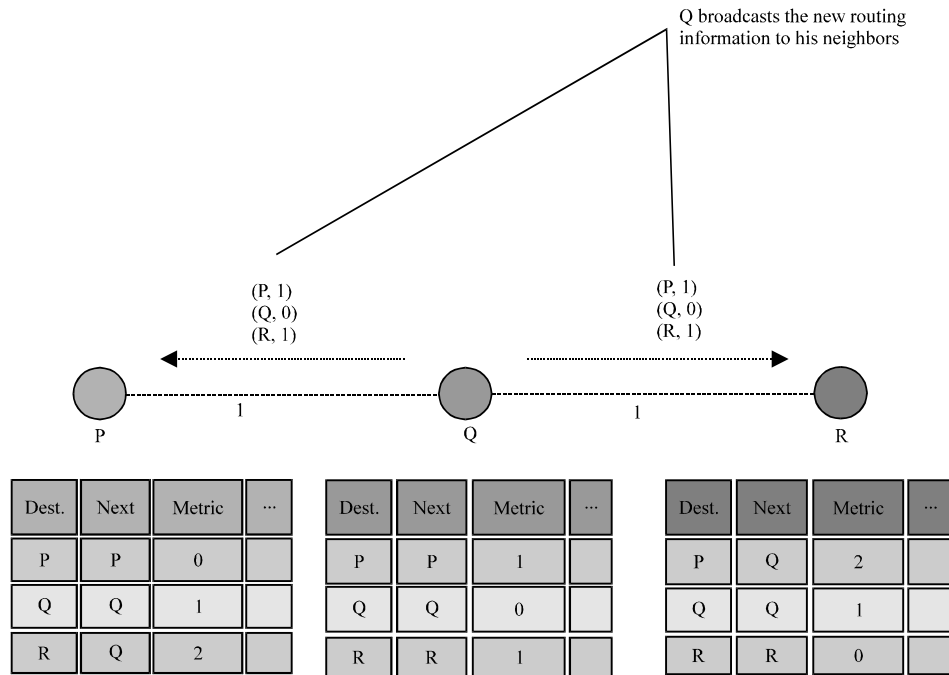 Q broadcasts the new routing
information to his neighbors
(P, 1)
(Q, 0)
(R, 1)
(P, 1)
(Q, 0)
(R, 1)
1
1
P
Q
R
Dest. Next Metric ...
P P 0
Q Q 1
R Q 2
Dest. Next Metric ...
P P 1
Q Q 0
R R 1
Dest. Next Metric ...
P Q 2
Q Q 1
R R 0